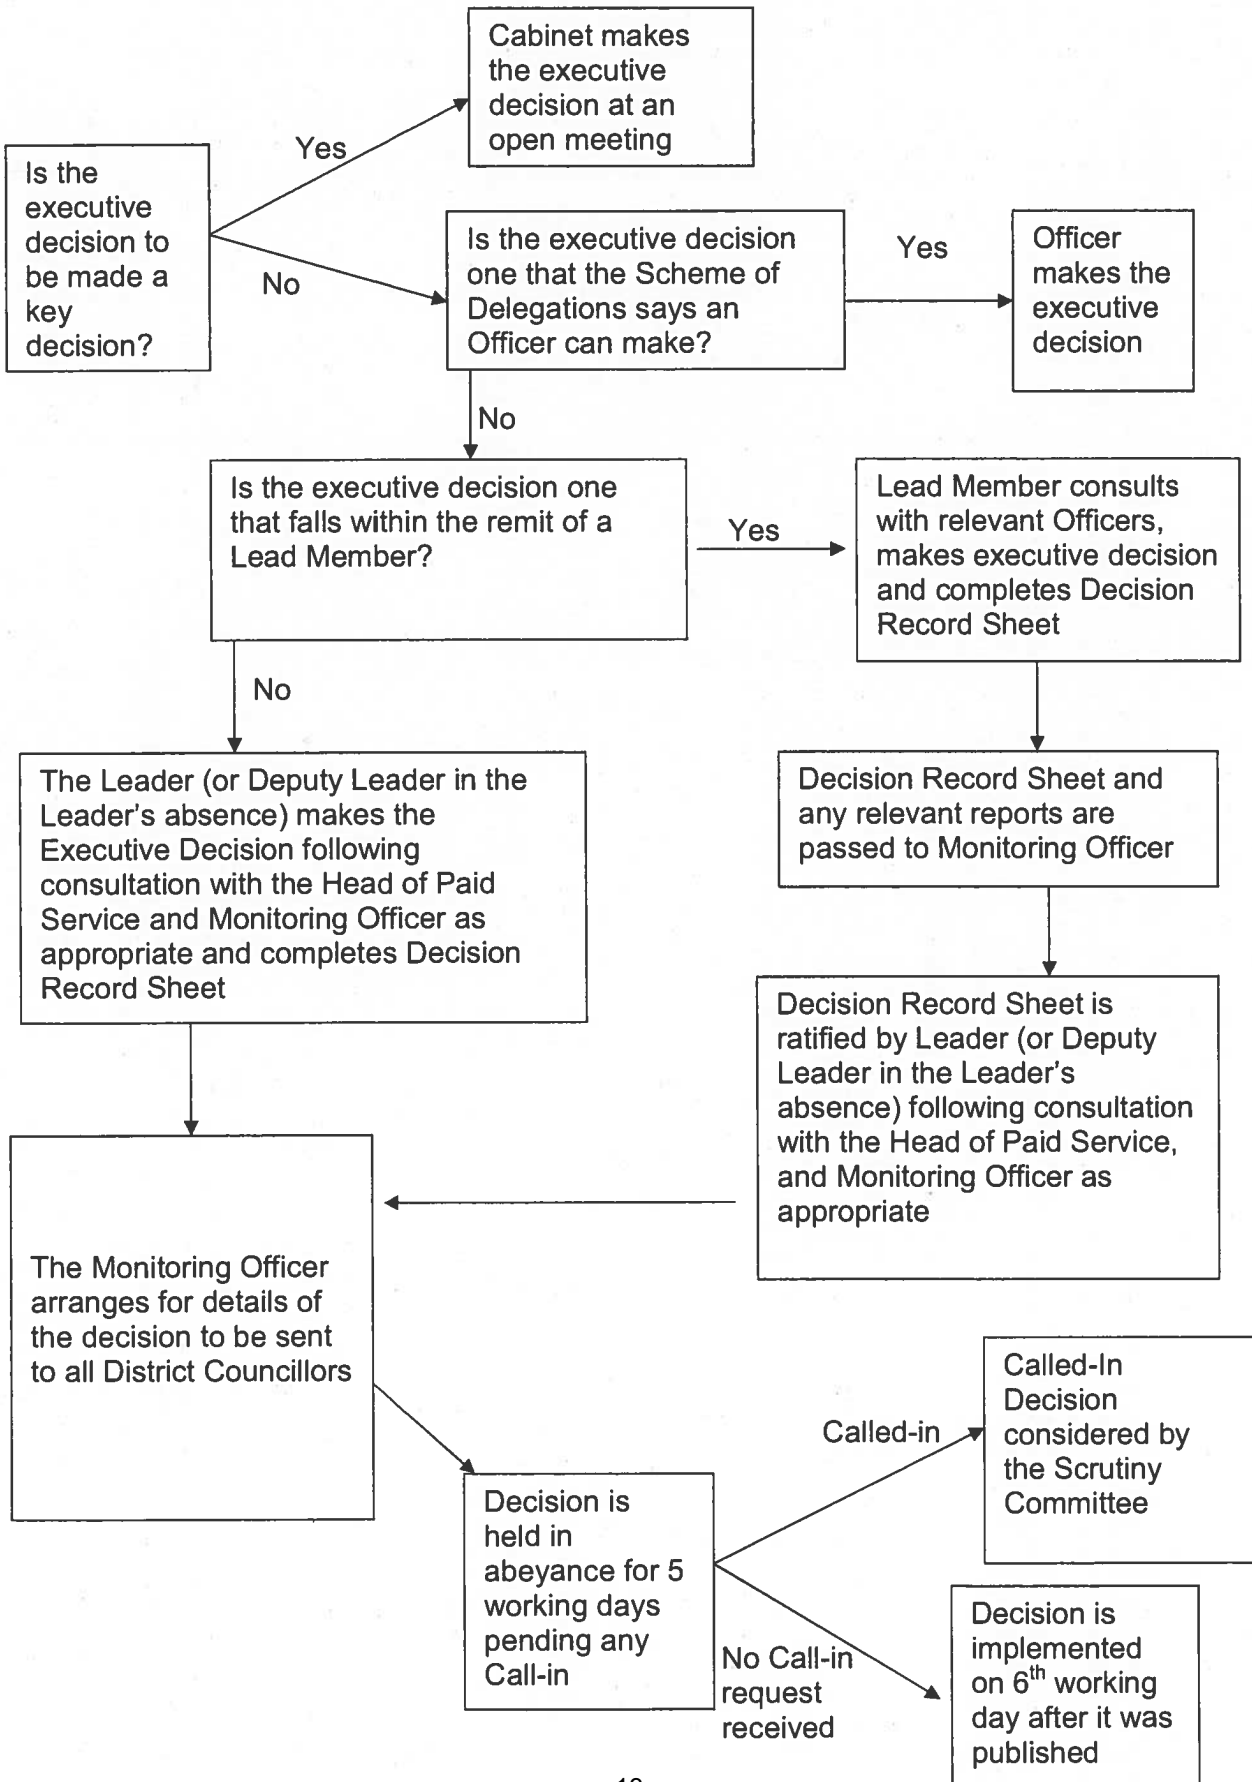 Cabinet makes
the executive
decision at an
open meeting
Yes
Is the
executive
decision to
be made a
key
decision?
No
Is the executive decision
one that the Scheme of
Delegations says an
Officer can make?
Yes
Officer
makes the
executive
decision
No
Is the executive decision one
that falls within the remit of a
Lead Member?
Yes
Lead Member consults
with relevant Officers,
makes executive decision
and completes Decision
Record Sheet
No
The Leader (or Deputy Leader in the
Leader's absence) makes the
Executive Decision following
consultation with the Head of Paid
Service and Monitoring Officer as
appropriate and completes Decision
Record Sheet
Decision Record Sheet and
any relevant reports are
passed to Monitoring Officer
Decision Record Sheet is
ratified by Leader (or Deputy
Leader in the Leader's
absence) following consultation
with the Head of Paid Service,
and Monitoring Officer as
appropriate
The Monitoring Officer
arranges for details of
the decision to be sent
to all District Councillors
Decision is
held in
abeyance for 5
working days
pending any
Call-in
Called-in
Called-In
Decision
considered by
the Scrutiny
Committee
No Call-in
request
received
Decision is
implemented
on 6th working
day after it was
published